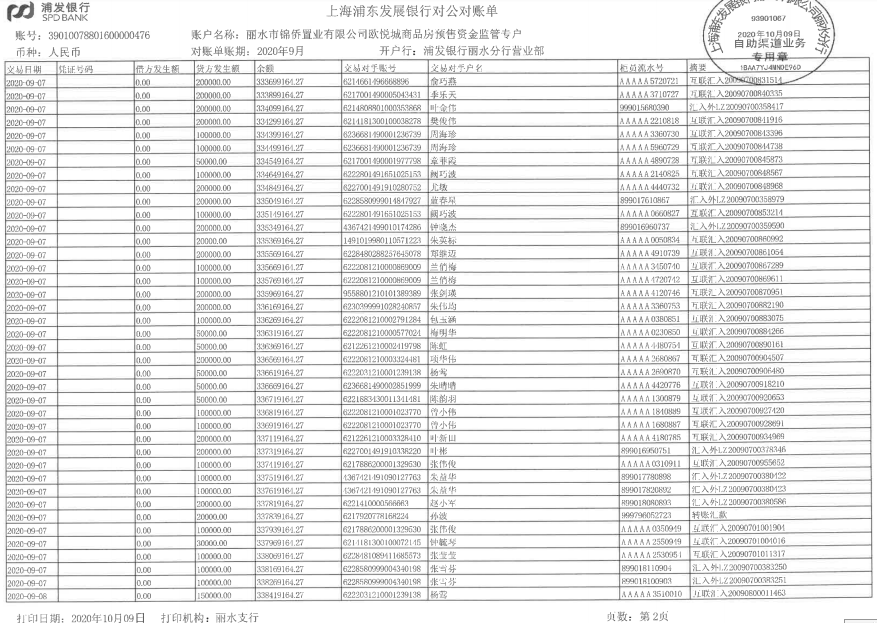 浦发银行
SPD BANK
上海浦东发展银行对公对账单
账号：39010078801600000476 账户名称：丽水市锦侨置业有限公司欧悦城商品房预售资金监管专户
币种：人民币 对账单账期：2020年9月 开户行：浦发银行丽水分行营业部
93901067
2020年10月09日
自助渠道业务
专用章
交易日期 凭证号码 借方发生额 贷方发生额 余额 交易对手账号 交易对手户名 柜员流水号 摘要
2020-09-07 0.00 200000.00 333699164.27 6214661496668896 俞巧燕 AAAAA5720721 互联汇入20090700831514
2020-09-07 0.00 200000.00 333899164.27 6217001490005043431 季乐天 AAAAA3710727 互联汇入20090700840335
2020-09-07 0.00 200000.00 334099164.27 6214808801000353868 叶金伟 999015680390 汇入外LZ20090700358417
2020-09-07 0.00 200000.00 334299164.27 6214181300100038278 樊俊伟 AAAAA2210818 互联汇入20090700841916
2020-09-07 0.00 100000.00 334399164.27 6236681490001236739 周海珍 AAAAA3360730 互联汇入20090700843396
2020-09-07 0.00 100000.00 334499164.27 6236681490001236739 周海珍 AAAAA5960729 互联汇入20090700844738
2020-09-07 0.00 50000.00 334549164.27 6217001490001977798 章菲霞 AAAAA4890728 互联汇入20090700845873
2020-09-07 0.00 100000.00 334649164.27 6222801491651025153 阙巧波 AAAAA2140825 互联汇入20090700848567
2020-09-07 0.00 200000.00 334849164.27 6227001491910280752 尤敏 AAAAA4440732 互联汇入20090700848968
2020-09-07 0.00 200000.00 335049164.27 6228580999014847927 蓝春星 899017610867 汇入外LZ20090700358979
2020-09-07 0.00 100000.00 335149164.27 6222801491651025153 阙巧波 AAAAA0660827 互联汇入20090700853214
2020-09-07 0.00 200000.00 335349164.27 4367421499010174286 钟晓杰 899016960737 汇入外LZ20090700359590
2020-09-07 0.00 20000.00 335369164.27 1491019980110571223 朱英标 AAAAA0050834 互联汇入20090700860992
2020-09-07 0.00 200000.00 335569164.27 6228480288257645078 郑维迈 AAAAA4910739 互联汇入20090700861054
2020-09-07 0.00 100000.00 335669164.27 6222081210000869009 兰俏梅 AAAAA3450740 互联汇入20090700867289
2020-09-07 0.00 100000.00 335769164.27 6222081210000869009 兰俏梅 AAAAA4720742 互联汇入20090700869611
2020-09-07 0.00 200000.00 335969164.27 9558801210101389389 张剑瑛 AAAAA4120746 互联汇入20090700870951
2020-09-07 0.00 200000.00 336169164.27 6230399991028240857 朱伟均 AAAAA3360753 互联汇入20090700882190
2020-09-07 0.00 100000.00 336269164.27 6222081210002791284 包玉涵 AAAAA0380851 互联汇入20090700883075
2020-09-07 0.00 50000.00 336319164.27 6222081210000577024 梅明华 AAAAA0230850 互联汇入20090700884266
2020-09-07 0.00 50000.00 336369164.27 6212261210002419798 陈虹 AAAAA4480754 互联汇入20090700890161
2020-09-07 0.00 200000.00 336569164.27 6222081210003324481 项华伟 AAAAA2680867 互联汇入20090700904507
2020-09-07 0.00 50000.00 336619164.27 6222031210001239138 杨莺 AAAAA2690870 互联汇入20090700906480
2020-09-07 0.00 50000.00 336669164.27 6236681490002851999 朱晴晴 AAAAA4420776 互联汇入20090700918210
2020-09-07 0.00 50000.00 336719164.27 6221883430011341481 陈韵羽 AAAAA1300879 互联汇入20090700920653
2020-09-07 0.00 100000.00 336819164.27 6222081210001023770 曾小伟 AAAAA1840889 互联汇入20090700927420
2020-09-07 0.00 100000.00 336919164.27 6222081210001023770 曾小伟 AAAAA1680887 互联汇入20090700928691
2020-09-07 0.00 200000.00 337119164.27 6212261210003328410 叶新田 AAAAA4180785 互联汇入20090700934969
2020-09-07 0.00 200000.00 337319164.27 6227001491910338220 叶彬 899016950751 汇入外LZ20090700378346
2020-09-07 0.00 100000.00 337419164.27 6217886200001329530 张伟俊 AAAAA0310911 互联汇入20090700955652
2020-09-07 0.00 100000.00 337519164.27 4367421491090127763 朱益华 899017780898 汇入外LZ20090700380422
2020-09-07 0.00 100000.00 337619164.27 4367421491090127763 朱益华 899017820892 汇入外LZ20090700380423
2020-09-07 0.00 200000.00 337819164.27 6221410000566663 赵小军 899018080893 汇入外LZ20090700380586
2020-09-07 0.00 20000.00 337839164.27 6217920778168224 孙波 999796052723 转账汇款
2020-09-07 0.00 100000.00 337939164.27 6217886200001329530 张伟俊 AAAAA0350949 互联汇入20090701001904
2020-09-07 0.00 30000.00 337969164.27 6214181300100072145 钟毓琴 AAAAA2550949 互联汇入20090701004016
2020-09-07 0.00 100000.00 338069164.27 6228481089411685573 张莹莹 AAAAA2530951 互联汇入20090701011317
2020-09-07 0.00 100000.00 338169164.27 6228580999004340198 张雪芬 899018110904 汇入外LZ20090700383250
2020-09-07 0.00 100000.00 338269164.27 6228580999004340198 张雪芬 899018100903 汇入外LZ20090700383251
2020-09-08 0.00 150000.00 338419164.27 6222031210001239138 杨莺 AAAAA3510010 互联汇入20090800011463
打印日期：2020年10月09日 打印机构：丽水支行 页数：第 2页